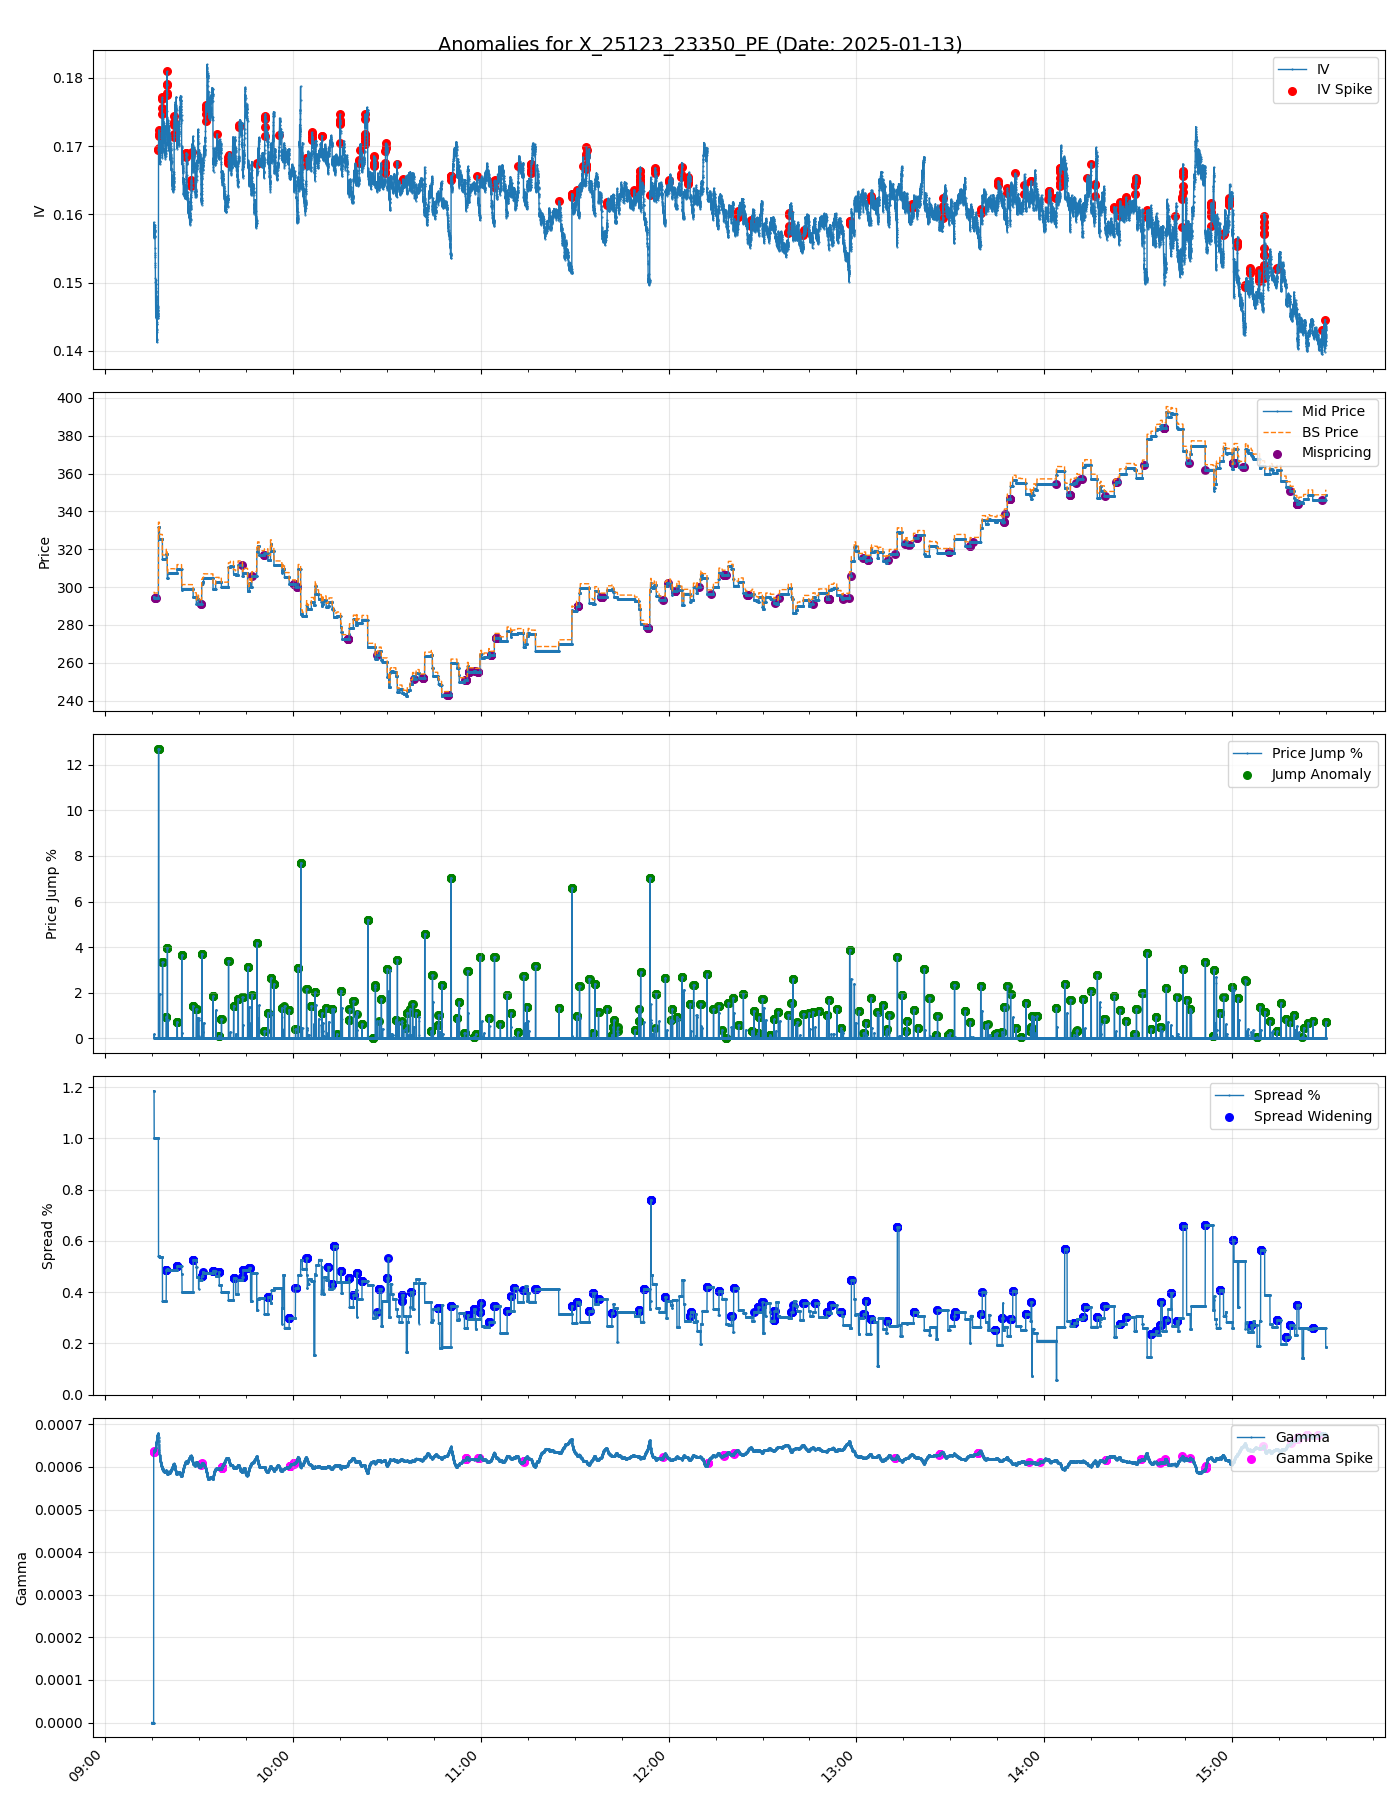 Anomalies for X_25123_23350_PE (Date: 2025-01-13)
IV
0.18
0.17
0.16
0.15
0.14
IV
IV Spike
Price
400
380
360
340
320
300
280
260
240
Mid Price
BS Price
Mispricing
Price Jump %
12
10
8
6
4
2
0
Price Jump %
Jump Anomaly
Spread %
1.2
1.0
0.8
0.6
0.4
0.2
0.0
Spread %
Spread Widening
Gamma
0.0007
0.0006
0.0005
0.0004
0.0003
0.0002
0.0001
0.0000
Gamma
Gamma Spike
09:00
10:00
11:00
12:00
13:00
14:00
15:00